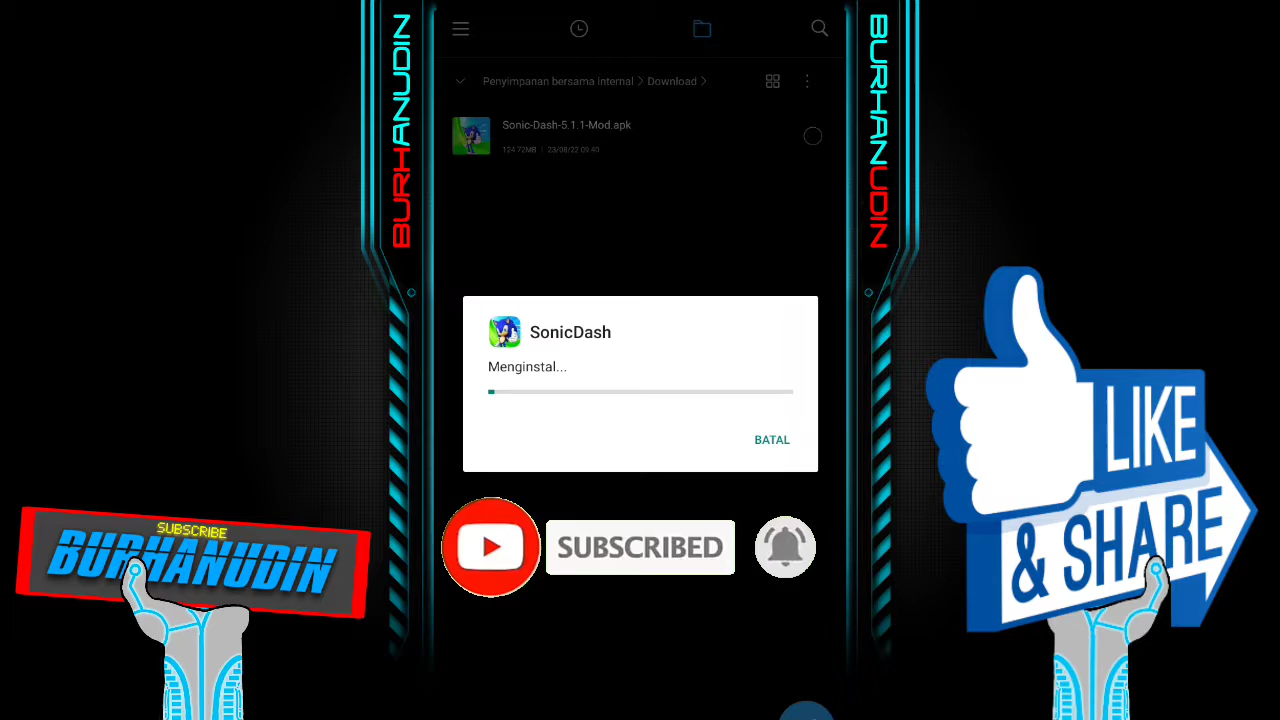 BURHANUDIN
BURHANUDIN
Penyimpanan bersama internal > Download >
Sonic-Dash-5.1.1-Mod.apk
124.72MB | 23/08/22 09.40
SonicDash
Menginstal...
BATAL
SUBSCRIBED
SUBSCRIBE
BURHANUDIN
LIKE
& SHARE